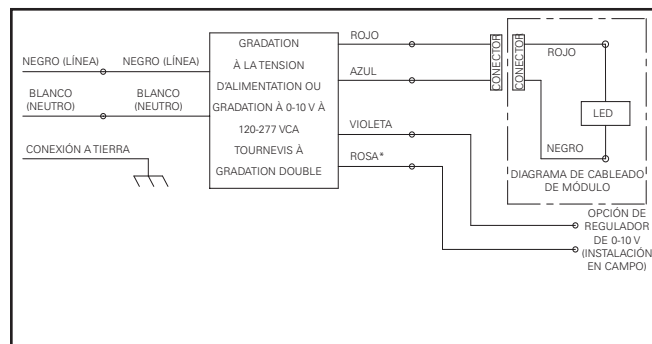 NEGRO (LÍNEA)
NEGRO (LÍNEA)
BLANCO
(NEUTRO)
BLANCO
(NEUTRO)
CONEXIÓN A TIERRA
GRADATION
À LA TENSION
D'ALIMENTATION OU
GRADATION À 0-10 V À
120-277 VCA
TOURNEVIS À
GRADATION DOUBLE
ROJO
AZUL
VIOLETA
ROSA*
CONECTOR
CONECTOR
ROJO
LED
NEGRO
DIAGRAMA DE CABLEADO
DE MÓDULO
OPCIÓN DE
REGULADOR
DE 0-10 V
(INSTALACIÓN
EN CAMPO)